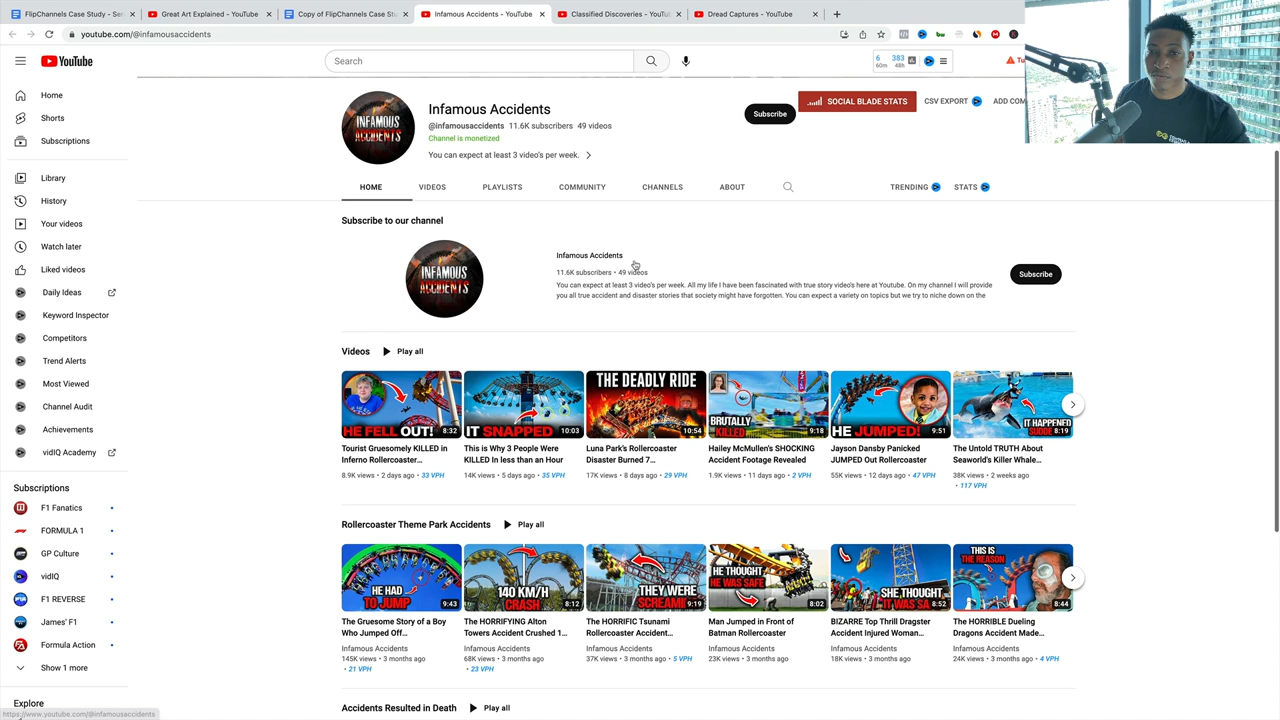 FlipChannels Case Study - Ser
Great Art Explained - YouTube
Copy of FlipChannels Case Stu
Infamous Accidents - YouTube
Classified Discoveries - YouTu
Dread Captures - YouTube
youtube.com/@infamousaccidents
YouTube
Search
6
60m
383
48h
Tu
Home
Shorts
Subscriptions
Library
History
Your videos
Watch later
Liked videos
Daily Ideas
Keyword Inspector
Competitors
Trend Alerts
Most Viewed
Channel Audit
Achievements
vidIQ Academy
Subscriptions
F1 Fanatics
FORMULA 1
GP Culture
vidIQ
F1 REVERSE
James' F1
Formula Action
Show 1 more
Explore
https://www.youtube.com/@infamousaccidents
INFAMOUS
ACCIDENTS
Infamous Accidents
@infamousaccidents 11.6K subscribers 49 videos
Channel is monetized
You can expect at least 3 video's per week.
Subscribe
SOCIAL BLADE STATS
CSV EXPORT
ADD COM
HOME
VIDEOS
PLAYLISTS
COMMUNITY
CHANNELS
ABOUT
TRENDING
STATS
Subscribe to our channel
INFAMOUS
ACCIDENTS
Infamous Accidents
11.6K subscribers • 49 videos
You can expect at least 3 video's per week. All my life I have been fascinated with true story video's here at Youtube. On my channel I will provide
you all true accident and disaster stories that society might have forgotten. You can expect a variety on topics but we try to niche down on the
Subscribe
Videos
Play all
HE FELL OUT!
8:32
Tourist Gruesomely KILLED in
Inferno Rollercoaster...
8.9K views • 2 days ago • 33 VPH
IT SNAPPED
10:03
This is Why 3 People Were
KILLED In less than an Hour
14K views • 5 days ago • 35 VPH
THE DEADLY RIDE
10:54
Luna Park's Rollercoaster
Disaster Burned 7...
17K views • 8 days ago • 29 VPH
BRUTALLY
KILLED
9:18
Hailey McMullen's SHOCKING
Accident Footage Revealed
1.9K views • 11 days ago • 2 VPH
HE JUMPED!
9:51
Jayson Dansby Panicked
JUMPED Out Rollercoaster
55K views • 12 days ago • 47 VPH
IT HAPPENED
8:19
The Untold TRUTH About
Seaworld's Killer Whale...
38K views • 2 weeks ago
• 117 VPH
Rollercoaster Theme Park Accidents
Play all
HE HAD
TO JUMP
9:43
The Gruesome Story of a Boy
Who Jumped Off...
Infamous Accidents
145K views • 3 months ago
• 21 VPH
140 KM/H
CRASH
8:12
The HORRIFYING Alton
Towers Accident Crushed 1...
Infamous Accidents
68K views • 3 months ago
• 23 VPH
THEY WERE
SCREAMI
9:19
The HORRIFIC Tsunami
Rollercoaster Accident...
Infamous Accidents
37K views • 3 months ago • 5 VPH
HE THOUGHT
HE WAS SAFE
8:02
Man Jumped in Front of
Batman Rollercoaster
Infamous Accidents
23K views • 3 months ago
SHE THOUGHT
IT WAS SA
8:52
BIZARRE Top Thrill Dragster
Accident Injured Woman...
Infamous Accidents
18K views • 3 months ago
THIS IS
THE REASON
8:44
The HORRIBLE Dueling
Dragons Accident Made...
Infamous Accidents
24K views • 3 months ago • 4 VPH
Accidents Resulted in Death
Play all